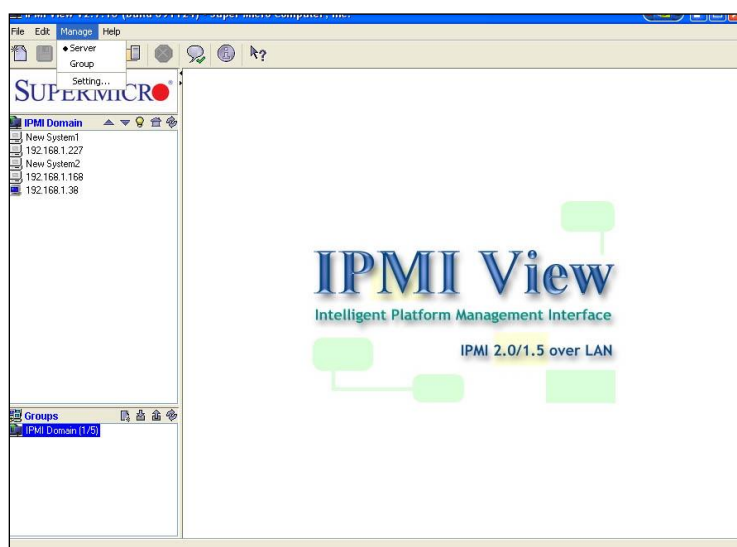 File Edit Manage Help
Server
Group
Setting...
SUPERMICRO
IPMI Domain
New System1
192.168.1.227
New System2
192.168.1.168
192.168.1.38
IPMI View
Intelligent Platform Management Interface
IPMI 2.0/1.5 over LAN
Groups
IPMI Domain (1/5)